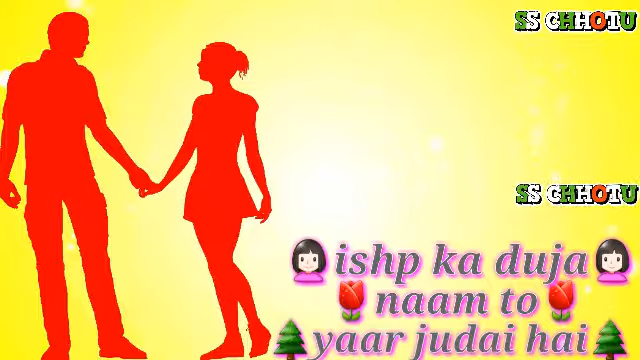 SS CHHOTU
SS CHHOTU
ishp ka duja
naam to
yaar judai hai